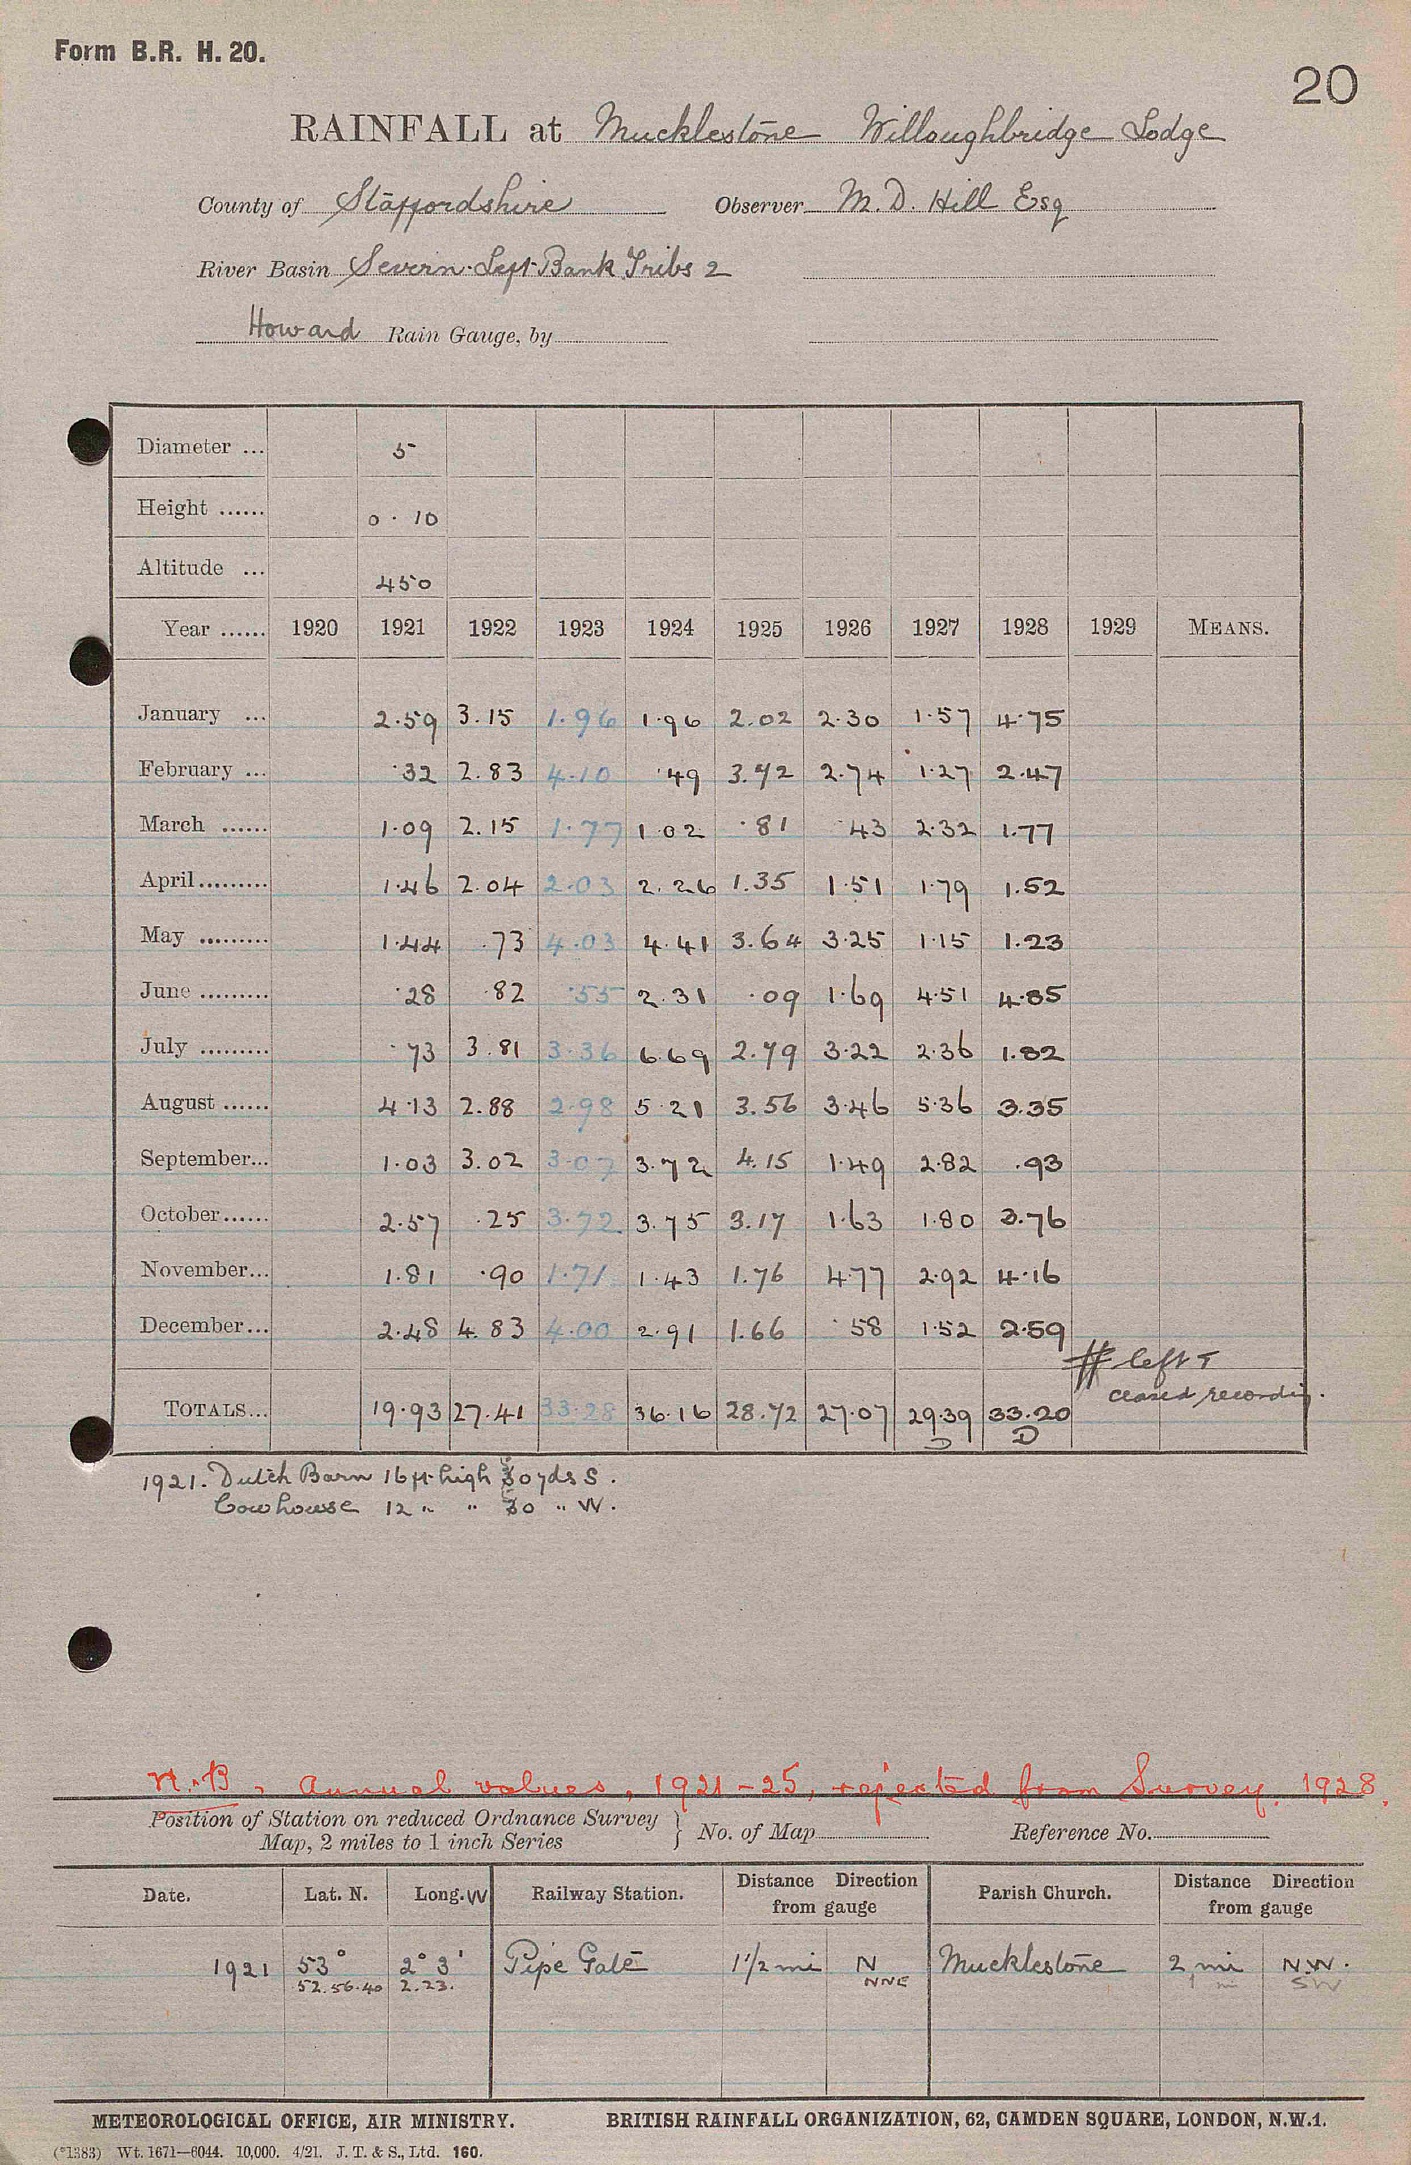 Form B.R. H. 20.
20
RAINFALL at Mucklestone Willoughbridge Lodge
County of Staffordshire Observer M. D. Hill Esq
River Basin Severn-Left-Bank Tribs 2
Howard Rain Gauge, by
Diameter ... 5
Height ...... 0 · 10
Altitude ... 450
Year ...... 1920 1921 1922 1923 1924 1925 1926 1927 1928 1929 MEANS.
January ... 2.59 3.15 1.96 1.96 2.02 2.30 1.57 4.75
February ... .32 2.83 4.10 .49 3.72 2.74 1.27 2.47
March ...... 1.09 2.15 1.77 1.02 .81 .43 2.32 1.77
April......... 1.46 2.04 2.03 2.26 1.35 1.51 1.79 1.52
May ......... 1.44 .73 4.03 4.41 3.64 3.25 1.15 1.23
June ......... .28 .82 .55 2.31 .09 1.69 4.51 4.85
July ......... .73 3.81 3.36 6.69 2.79 3.22 2.36 1.82
August ...... 4.13 2.88 2.98 5.21 3.56 3.46 5.36 3.35
September... 1.03 3.02 3.07 3.72 4.15 1.49 2.82 .93
October...... 2.57 .25 3.72 3.75 3.17 1.63 1.80 3.76
November... 1.81 .90 1.71 1.43 1.76 4.77 2.92 4.16
December... 2.48 4.83 4.00 2.91 1.66 .58 1.52 2.59
left &
ceased recording.
TOTALS... 19.93 27.41 33.28 36.16 28.72 27.07 29.39 33.20
D D
1921. Dutch Barn 16 ft. high 30 yds S.
Cowhouse 12 " " 30 " W.
N.B. Annual values, 1921-25, rejected from Survey. 1928.
Position of Station on reduced Ordnance Survey
Map, 2 miles to 1 inch Series } No. of Map Reference No.
Date. Lat. N. Long. W Railway Station. Distance Direction from gauge Parish Church. Distance Direction from gauge
1921 53° 2° 3' Pipe Gate 1½ mi N Mucklestone 2 mi N.W.
52.56.40 2.23. NNE 1 mi SW
METEOROLOGICAL OFFICE, AIR MINISTRY. BRITISH RAINFALL ORGANIZATION, 62, CAMDEN SQUARE, LONDON, N.W.1.
(*1383) Wt. 1671—6044. 10,000. 4/21. J. T. & S., Ltd. 160.